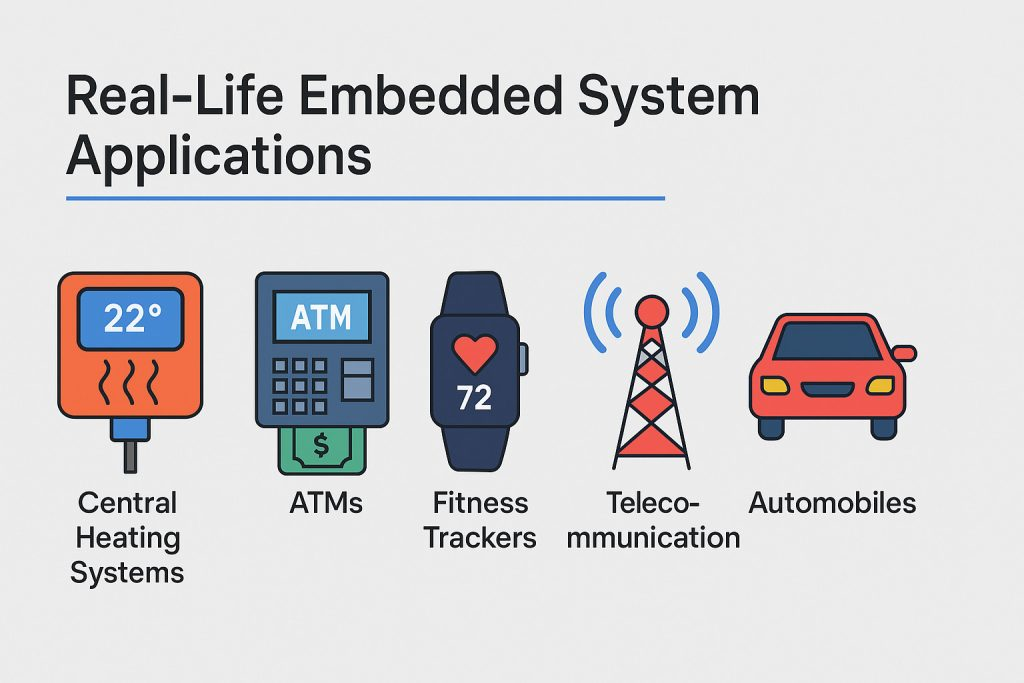 Real-Life Embedded System
Applications
22°
ATM
$
72
Central
Heating
Systems
ATMs
Fitness
Trackers
Teleco-
mmunication
Automobiles